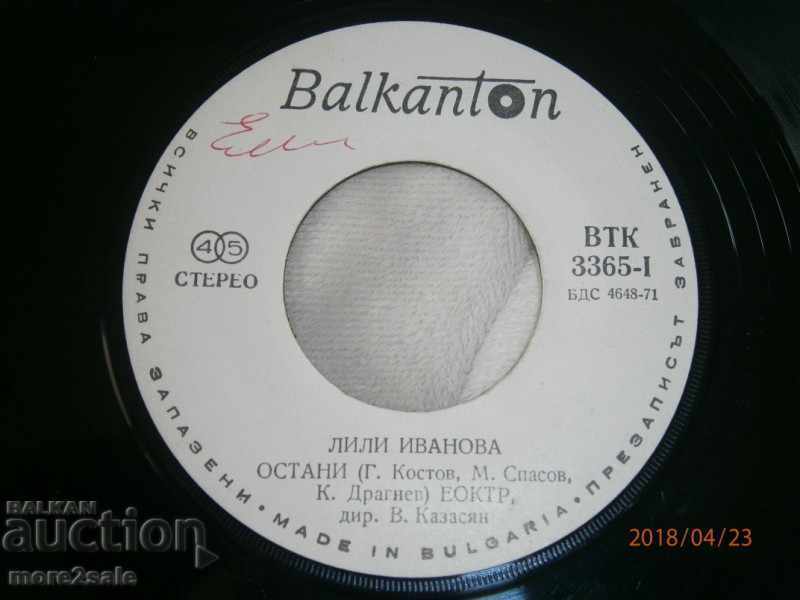 Balkanton
45
СТЕРЕО
ВТК
3365-I
БДС 4648-71
ЛИЛИ ИВАНОВА
ОСТАНИ (Г. Костов, М. Спасов,
К. Драгнев) ЕОКТР,
дир. В. Казасян
ВСИЧКИ ПРАВА ЗАПАЗЕНИ • MADE IN BULGARIA • ПРЕЗАПИСЪТ ЗАБРАНЕН
BALKAN
auction
more2sale
2018/04/23